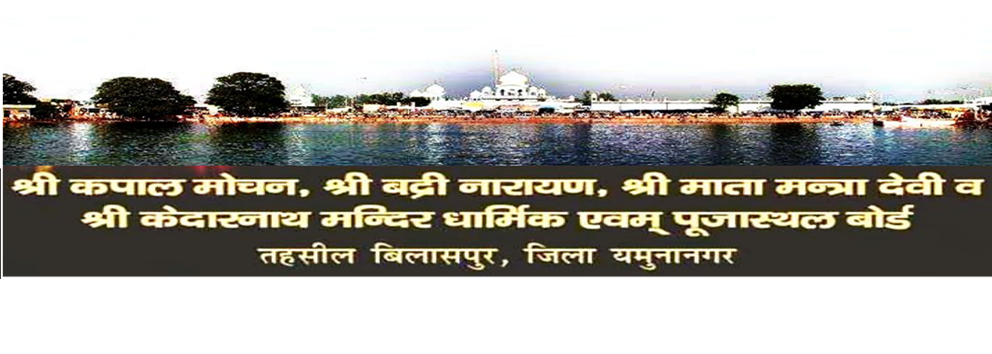 श्री कपाल मोचन, श्री बद्री नारायण, श्री माता मन्त्रा देवी व
श्री केदारनाथ मन्दिर धार्मिक एवम् पूजास्थल बोर्ड
तहसील बिलासपुर, जिला यमुनानगर